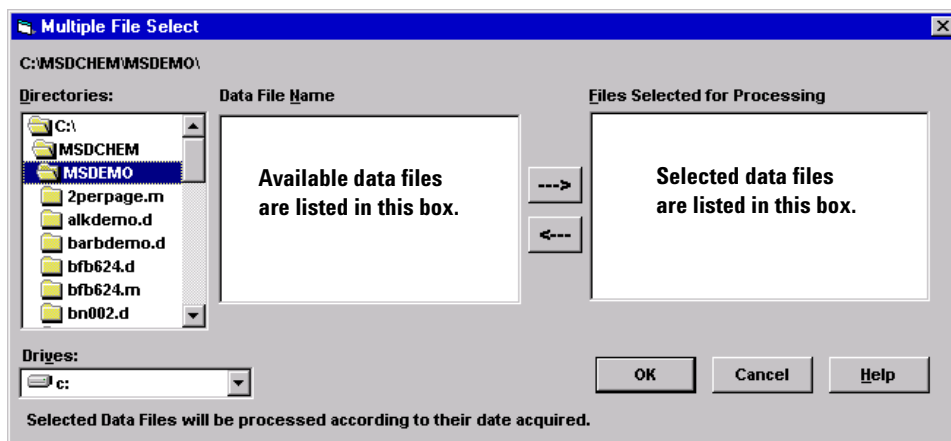 Multiple File Select
C:\MSDCHEM\MSDEMO\
Directories:
Data File Name
Files Selected for Processing
C:\
MSDCHEM
MSDEMO
2perpage.m
alkdemo.d
barbdemo.d
bfb624.d
bfb624.m
bn002.d
Available data files
are listed in this box.
--->
<---
Selected data files
are listed in this box.
Drives:
c:
OK
Cancel
Help
Selected Data Files will be processed according to their date acquired.